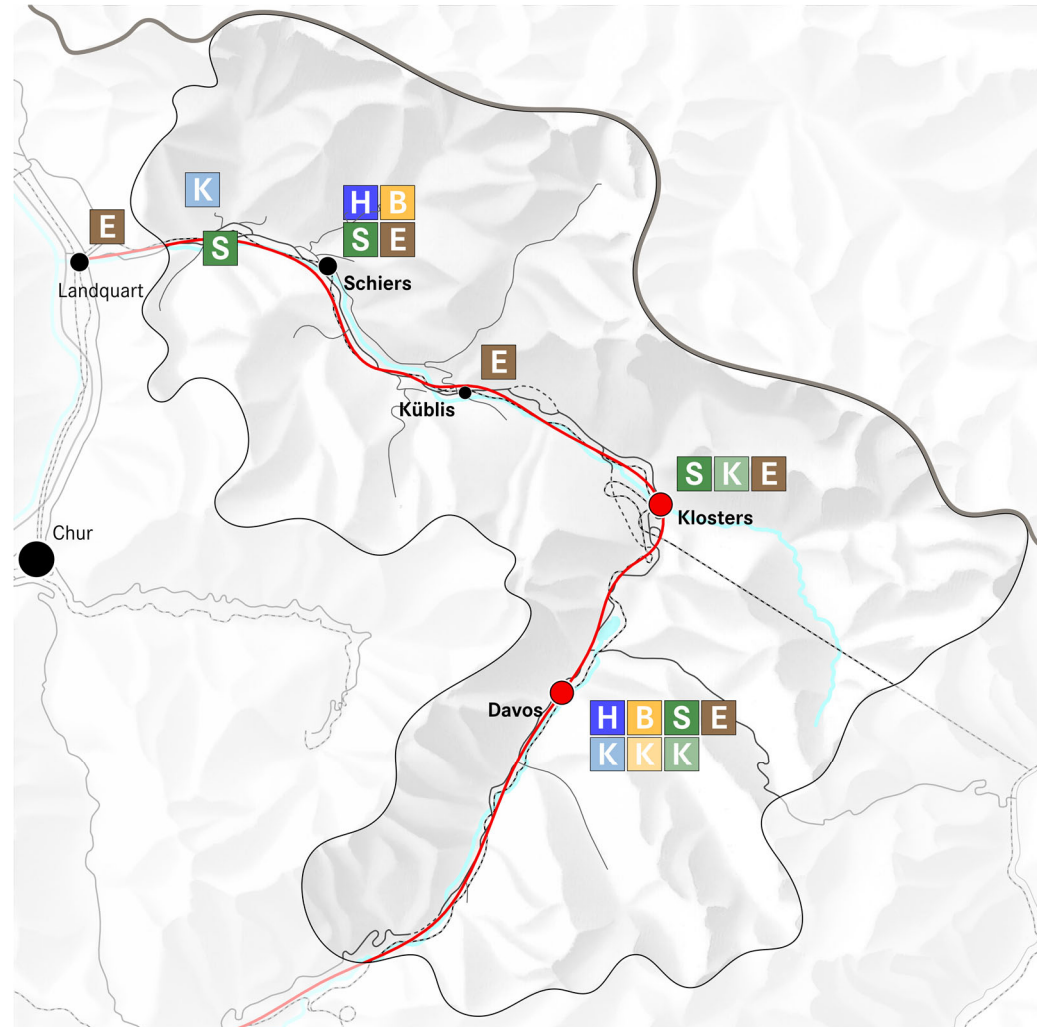 K
H B
E
S E
S
Schiers
Landquart
E
Küblis
S K E
Klosters
Chur
Davos
H B S E
K K K